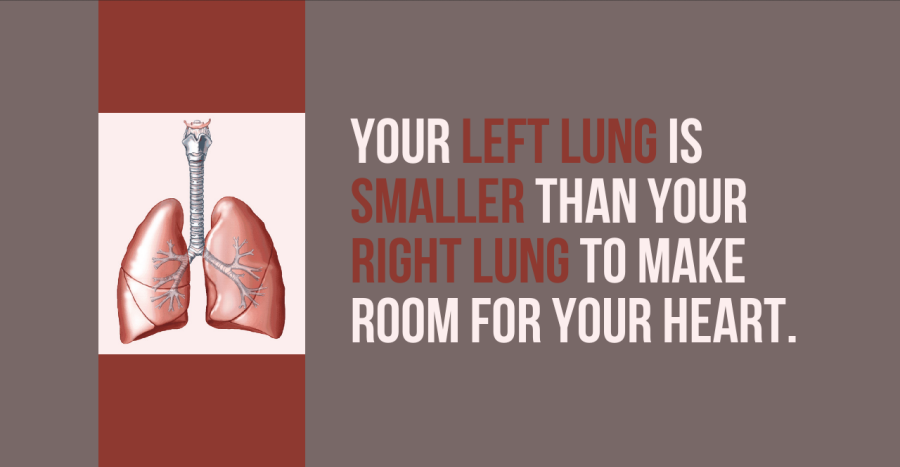 YOUR LEFT LUNG IS
SMALLER THAN YOUR
RIGHT LUNG TO MAKE
ROOM FOR YOUR HEART.